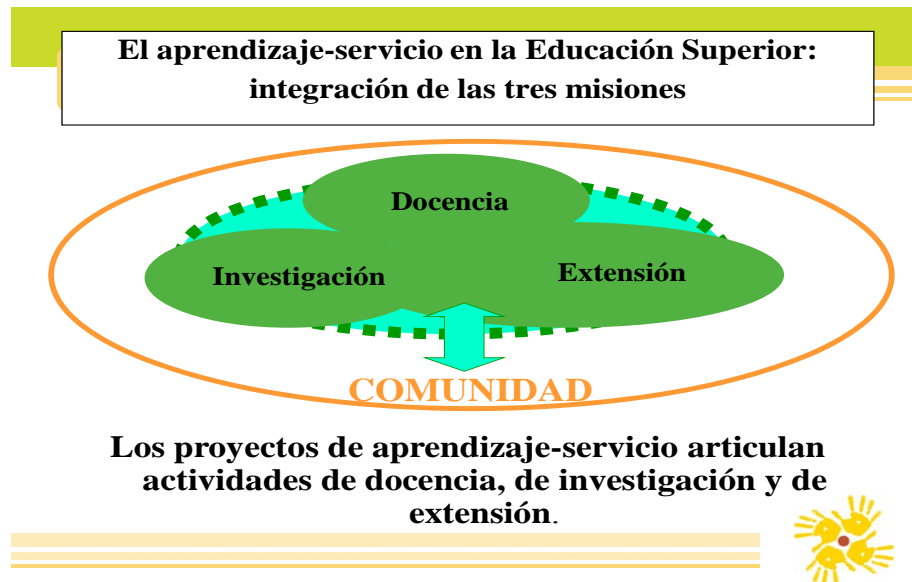 El aprendizaje-servicio en la Educación Superior:
integración de las tres misiones
Docencia
Investigación
Extensión
COMUNIDAD
Los proyectos de aprendizaje-servicio articulan
actividades de docencia, de investigación y de
extensión.